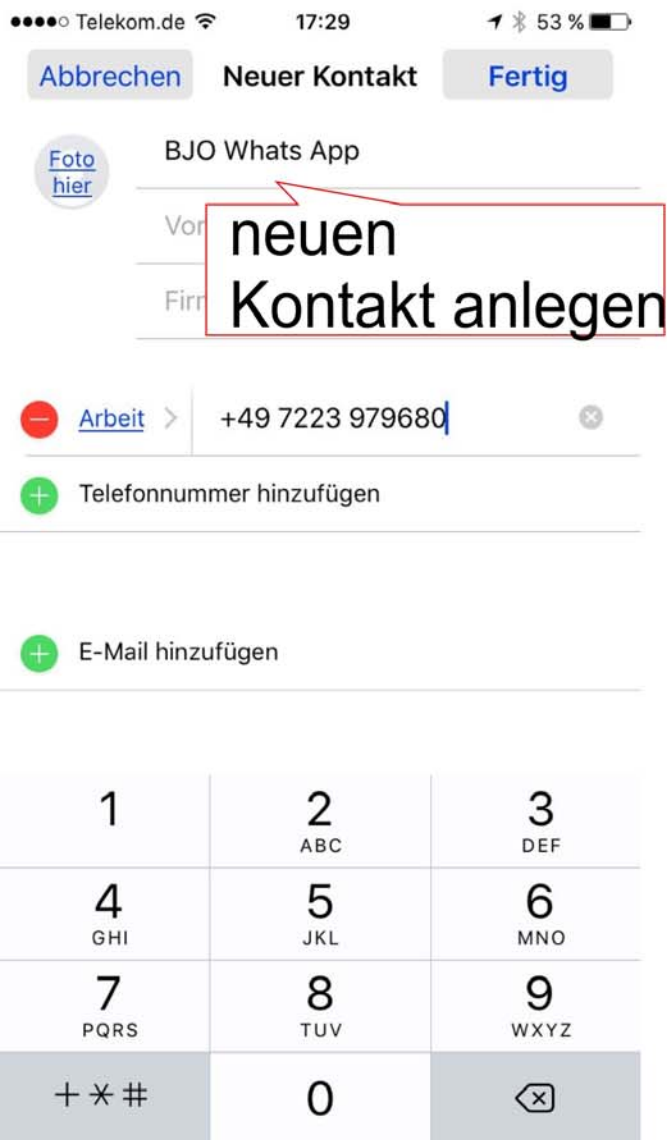 Telekom.de 17:29 53 %
Abbrechen Neuer Kontakt Fertig
Foto
hier
BJO Whats App
Vor
Firr
neuen
Kontakt anlegen
Arbeit +49 7223 979680
Telefonnummer hinzufügen
E-Mail hinzufügen
1 2 3
ABC DEF
4 5 6
GHI JKL MNO
7 8 9
PQRS TUV WXYZ
+*# 0